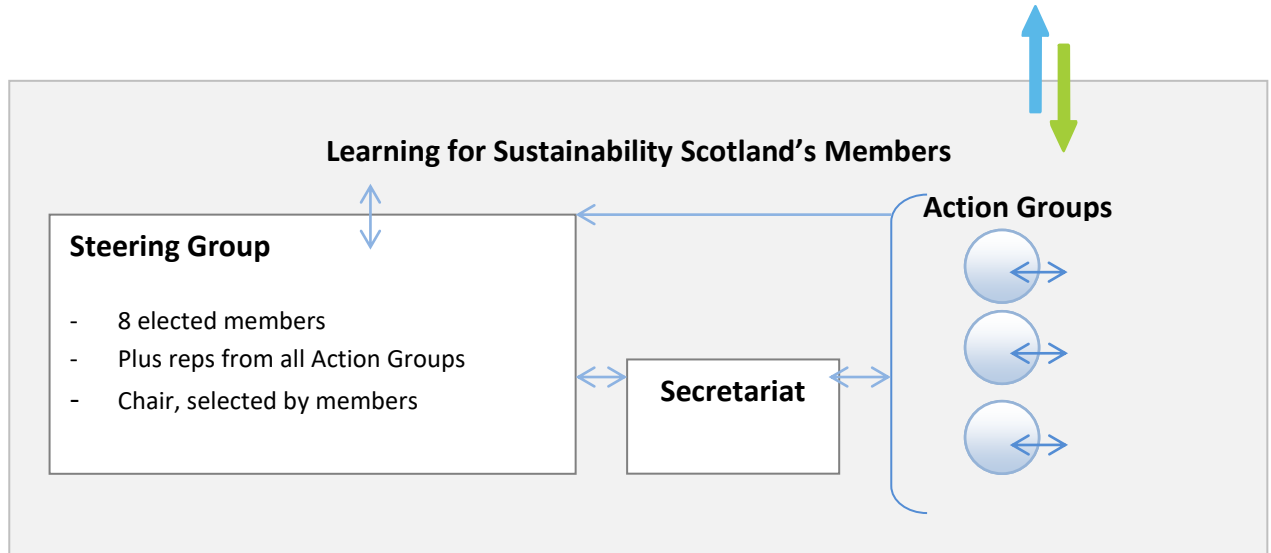 Learning for Sustainability Scotland’s Members
Action Groups
Steering Group
- 8 elected members
- Plus reps from all Action Groups
- Chair, selected by members
Secretariat